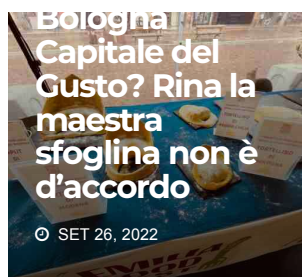 Bologna
Capitale del
Gusto? Rina la
maestra
sfoglina non è
d’accordo
SET 26, 2022